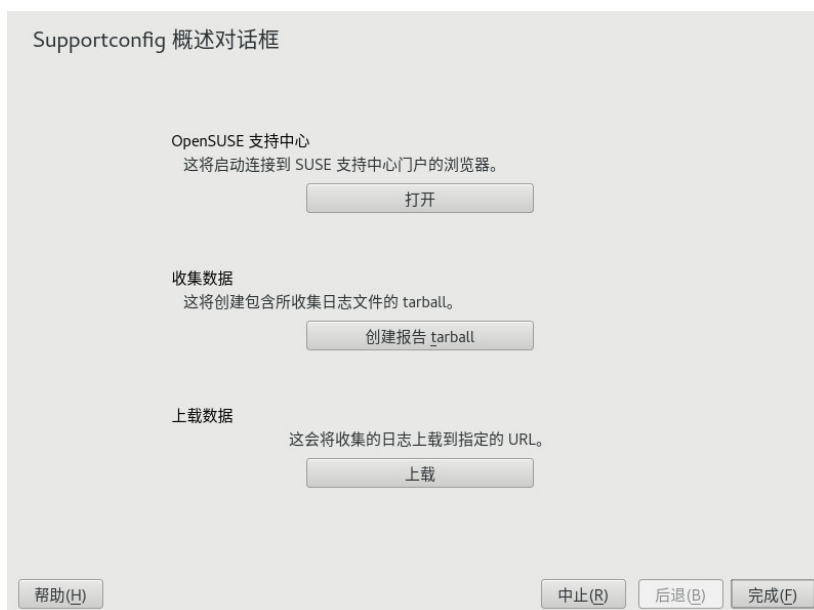 Supportconfig 概述对话框
OpenSUSE 支持中心
这将启动连接到 SUSE 支持中心门户的浏览器。
打开
收集数据
这将创建包含所收集日志文件的 tarball。
创建报告 tarball
上载数据
这会将收集的日志上载到指定的 URL。
上载
帮助(H)
中止(R)
后退(B)
完成(F)